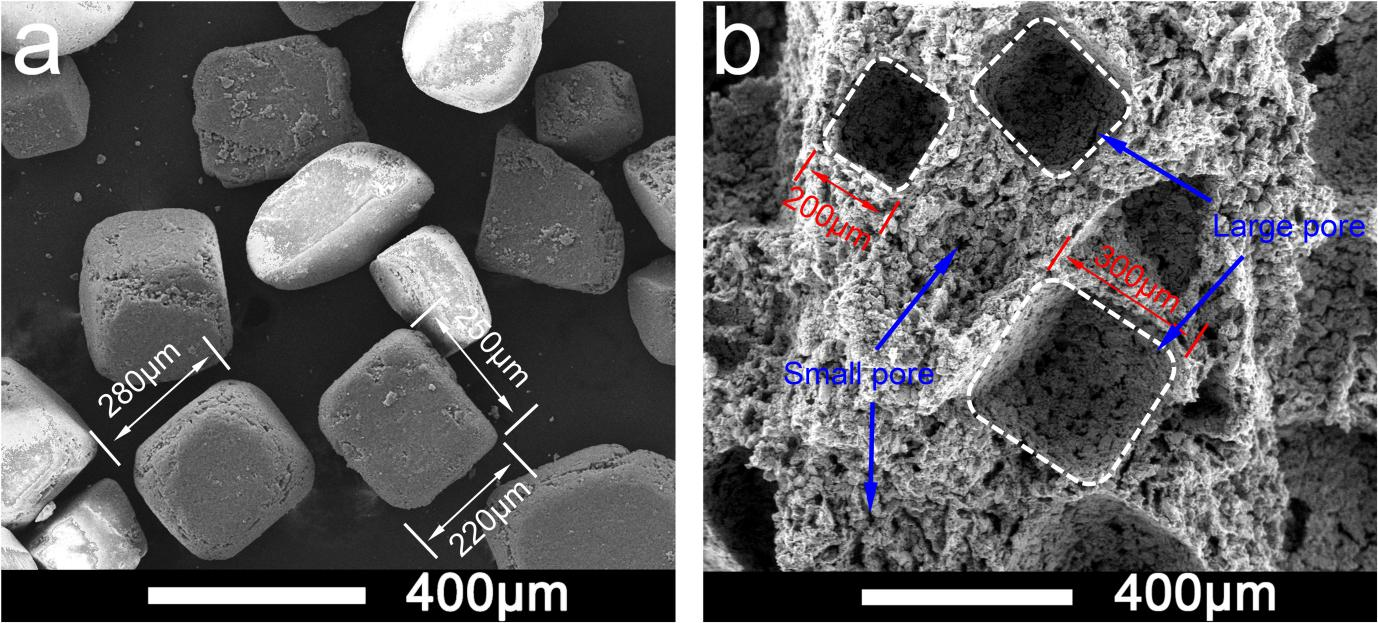 a
280µm
250µm
220µm
400µm
b
200µm
Large pore
300µm
Small pore
400µm